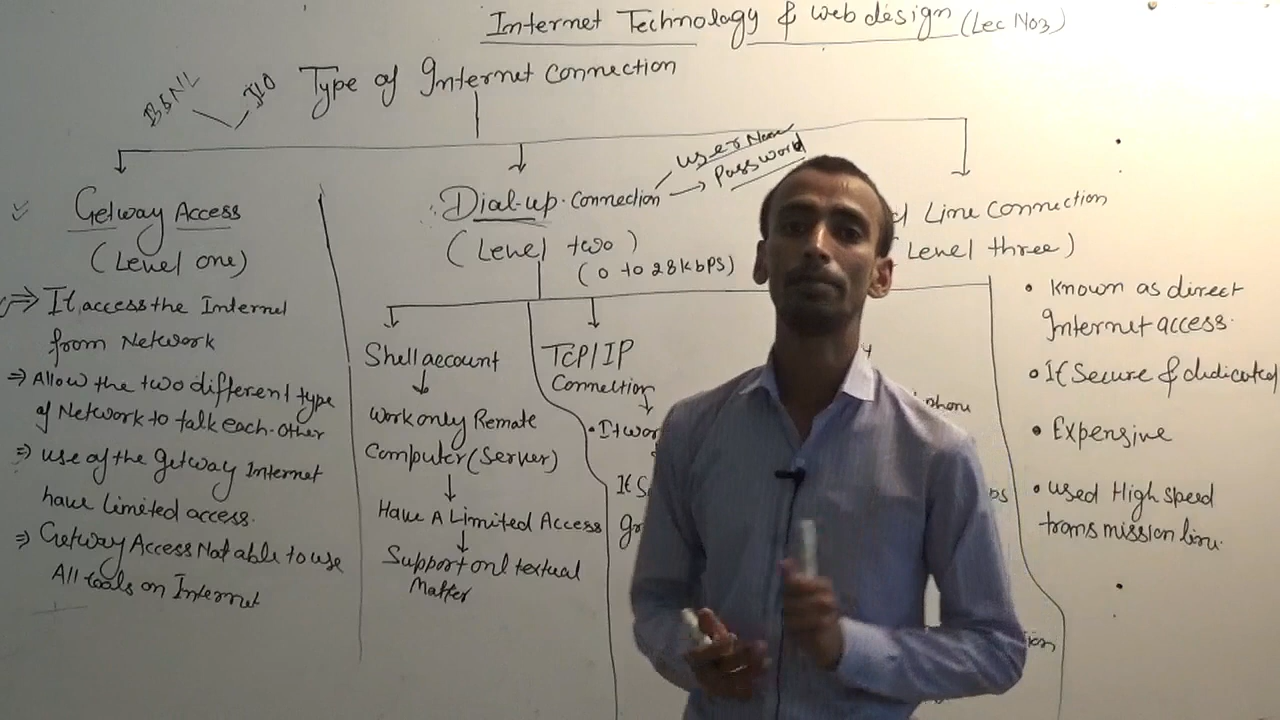 Internet Technology & web design (Lec No3)
Type of Internet Connection
BSNL
JIO
Getway Access
(Level one)
⇒ It access the Internet
from Network
⇒ Allow the two different type
of Network to talk each-other
⇒ use of the getway Internet
have limited access.
⇒ Getway Access Not able to use
All tools on Internet
Dial-up Connection
→ User Name
→ Password
(Level two)
(0 to 28kbps)
Shell account
Work only Remate
Computer (Server)
Have A Limited Access
Support onl textual
Matter
TCP/IP
Connection
Line Connection
(Level three)
phone
• Known as direct
Internet access.
• It Secure & didicated
• Expensive
• used High speed
transmission line.